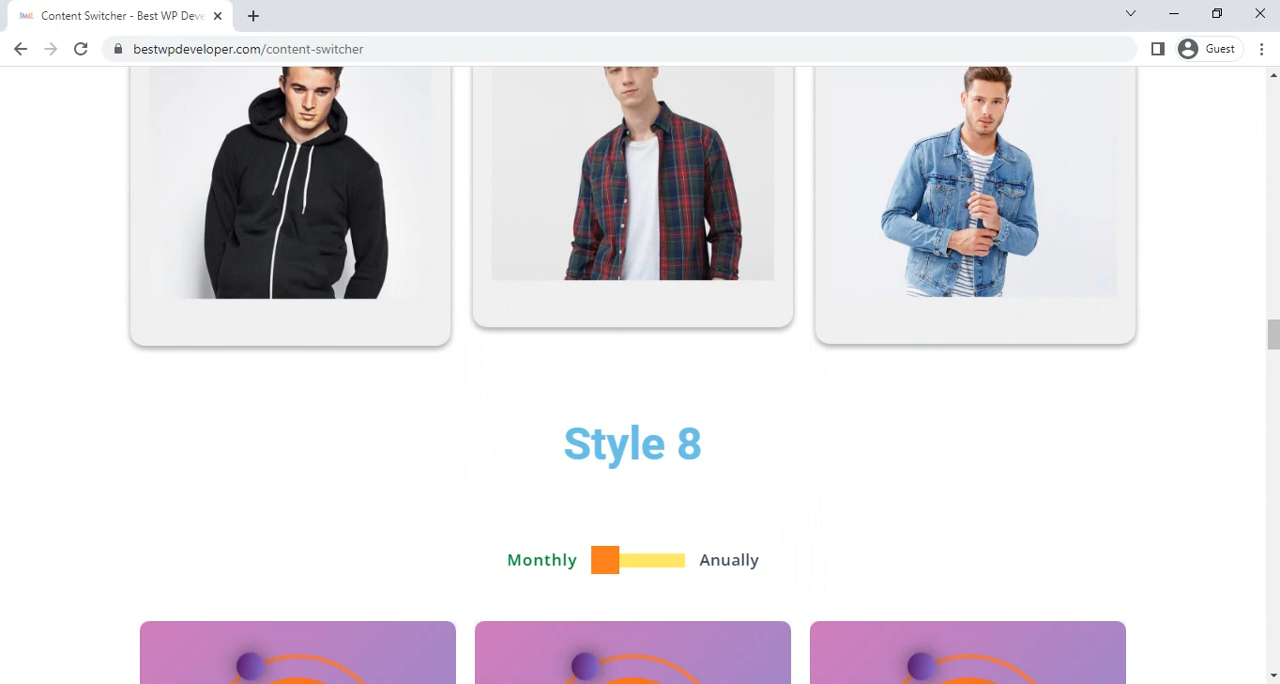 Content Switcher - Best WP Deve
bestwpdeveloper.com/content-switcher
Guest
Style 8
Monthly
Anually